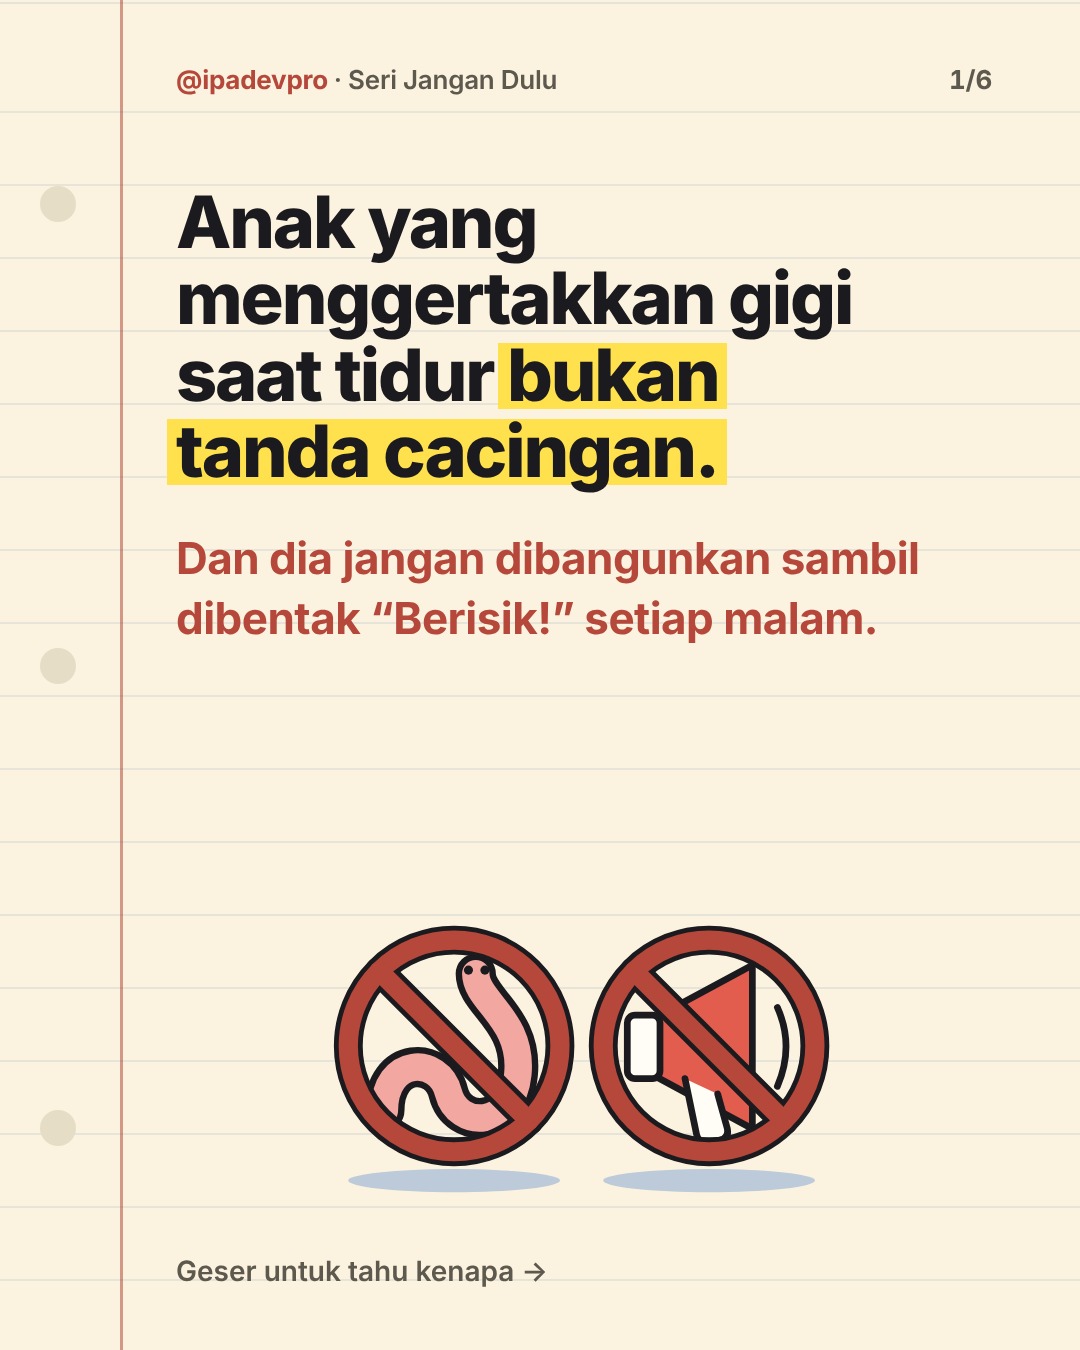 @ipadevpro · Seri Jangan Dulu
1/6
Anak yang
menggertakkan gigi
saat tidur bukan
tanda cacingan.
Dan dia jangan dibangunkan sambil
dibentak “Berisik!” setiap malam.
Geser untuk tahu kenapa →